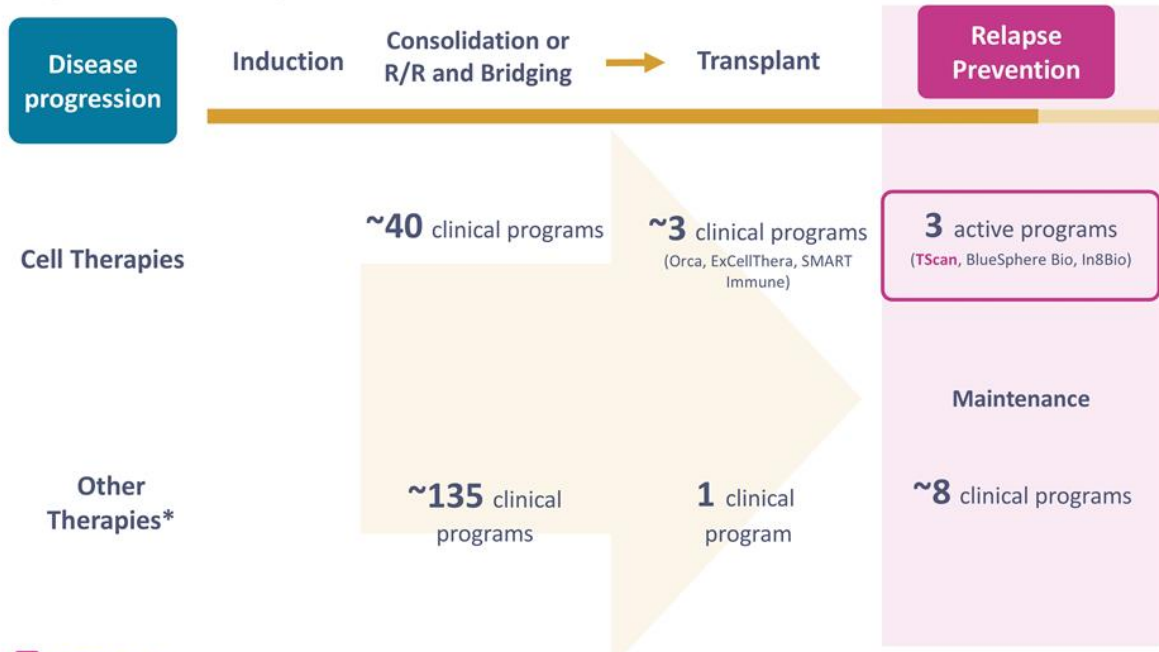 Disease
progression
Induction
Consolidation or
R/R and Bridging
Transplant
Relapse
Prevention
Cell Therapies
~40 clinical programs
~3 clinical programs
(Orca, ExCellThera, SMART
Immune)
3 active programs
(TScan, BlueSphere Bio, In8Bio)
Maintenance
Other
Therapies*
~135 clinical
programs
1 clinical
program
~8 clinical programs